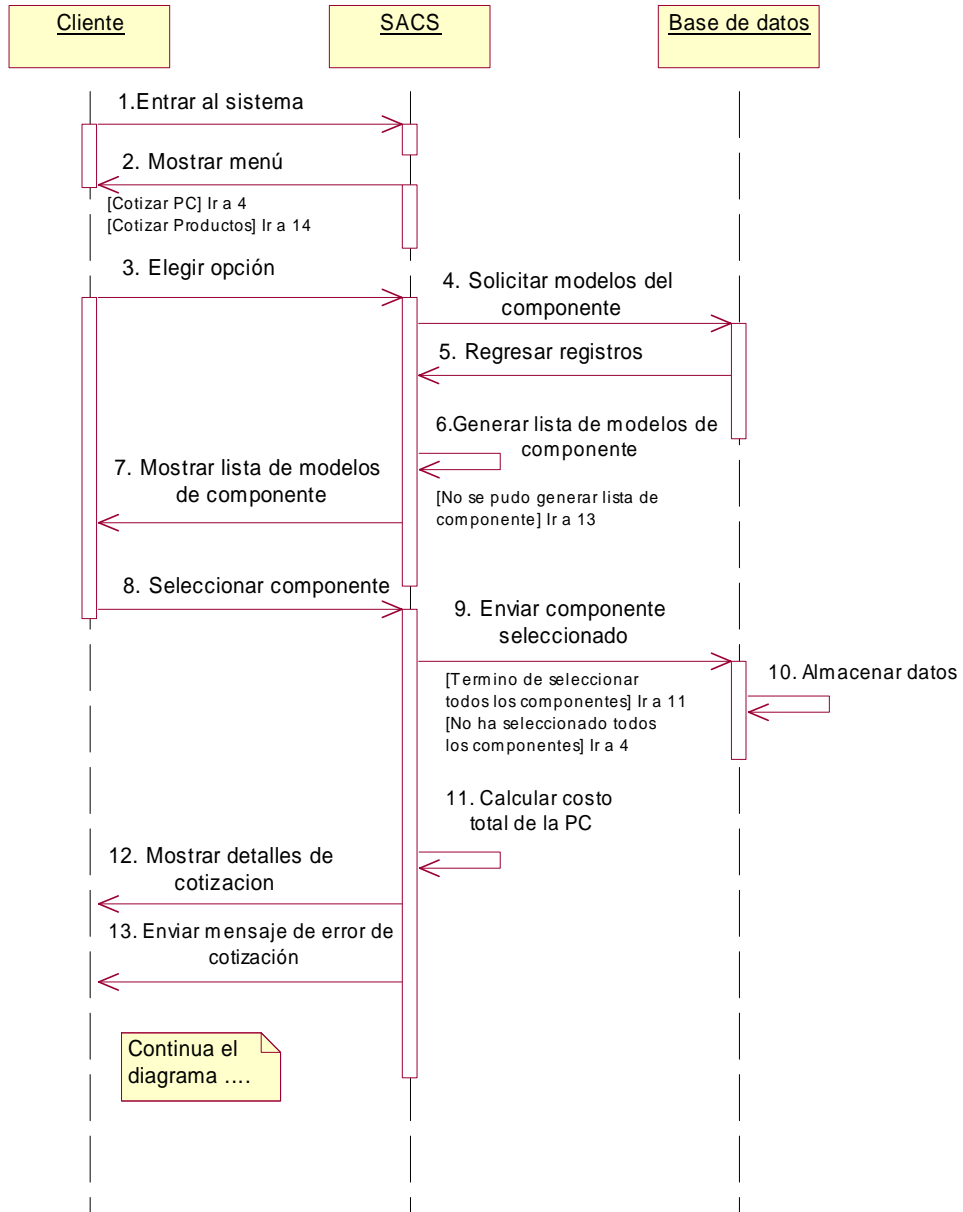 Cliente
SACS
Base de datos
1.Entrar al sistema
2. Mostrar menú
[Cotizar PC] Ir a 4
[Cotizar Productos] Ir a 14
3. Elegir opción
4. Solicitar modelos del
componente
5. Regresar registros
6.Generar lista de modelos de
componente
7. Mostrar lista de modelos
de componente
[No se pudo generar lista de
componente] Ir a 13
8. Seleccionar componente
9. Enviar componente
seleccionado
10. Almacenar datos
[Termino de seleccionar
todos los componentes] Ir a 11
[No ha seleccionado todos
los componentes] Ir a 4
11. Calcular costo
total de la PC
12. Mostrar detalles de
cotizacion
13. Enviar mensaje de error de
cotización
Continua el
diagrama ....